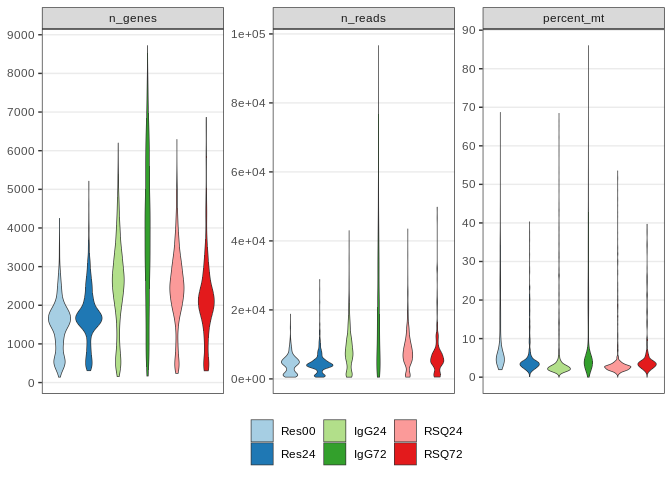 n_genes n_reads percent_mt
9000
8000
7000
6000
5000
4000
3000
2000
1000
0
1e+05
8e+04
6e+04
4e+04
2e+04
0e+00
90
80
70
60
50
40
30
20
10
0
Res00 IgG24 RSQ24
Res24 IgG72 RSQ72